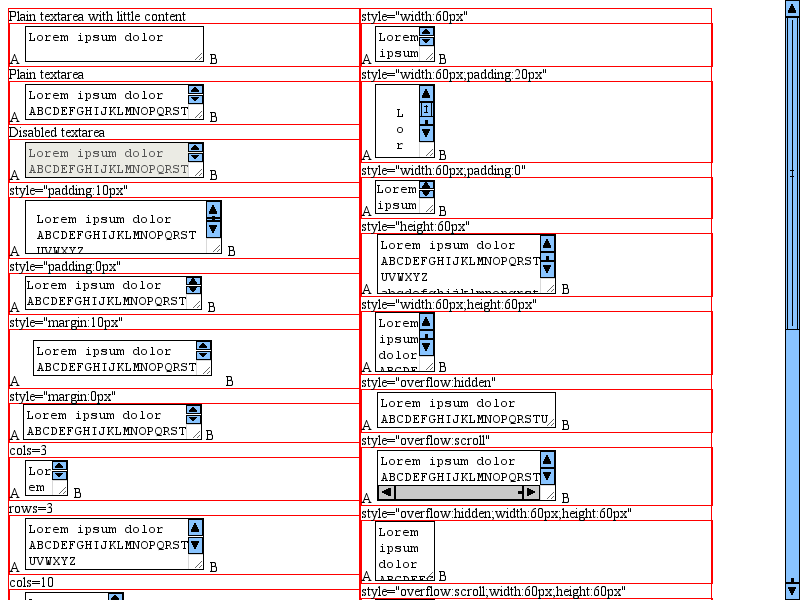 Plain textarea with little content
Lorem ipsum dolor
A B
Plain textarea
Lorem ipsum dolor
ABCDEFGHIJKLMNOPQRST
A B
Disabled textarea
Lorem ipsum dolor
ABCDEFGHIJKLMNOPQRST
A B
style="padding:10px"
Lorem ipsum dolor
ABCDEFGHIJKLMNOPQRST
UVWXYZ
A B
style="padding:0px"
Lorem ipsum dolor
ABCDEFGHIJKLMNOPQRST
A B
style="margin:10px"
Lorem ipsum dolor
ABCDEFGHIJKLMNOPQRST
A B
style="margin:0px"
Lorem ipsum dolor
ABCDEFGHIJKLMNOPQRST
A B
cols=3
Lor
em
A B
rows=3
Lorem ipsum dolor
ABCDEFGHIJKLMNOPQRST
UVWXYZ
A B
cols=10
style="width:60px"
Lorem
ipsum
A B
style="width:60px;padding:20px"
L
o
r
A B
style="width:60px;padding:0"
Lorem
ipsum
A B
style="height:60px"
Lorem ipsum dolor
ABCDEFGHIJKLMNOPQRST
UVWXYZ
abcdefghijklmnopqrst
A B
style="width:60px;height:60px"
Lorem
ipsum
dolor
ABCDE
A B
style="overflow:hidden"
Lorem ipsum dolor
ABCDEFGHIJKLMNOPQRSTU
A B
style="overflow:scroll"
Lorem ipsum dolor
ABCDEFGHIJKLMNOPQRST
A B
style="overflow:hidden;width:60px;height:60px"
Lorem
ipsum
dolor
ABCDEF
A B
style="overflow:scroll;width:60px;height:60px"